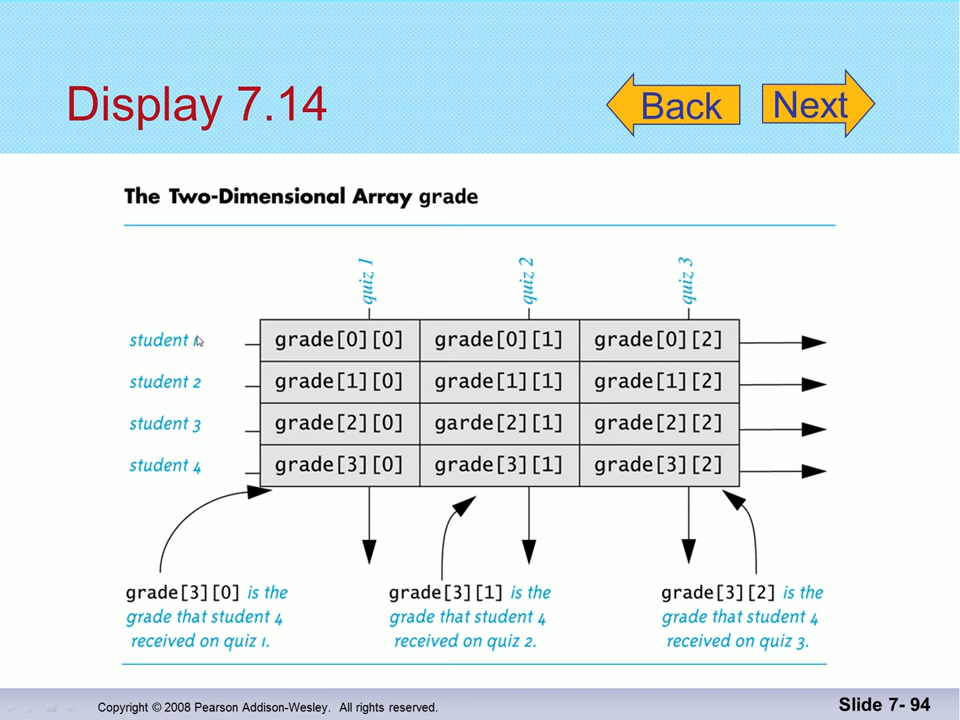 Display 7.14
Back
Next
The Two-Dimensional Array grade
quiz 1
quiz 2
quiz 3
student 1
grade[0][0]
grade[0][1]
grade[0][2]
student 2
grade[1][0]
grade[1][1]
grade[1][2]
student 3
grade[2][0]
garde[2][1]
grade[2][2]
student 4
grade[3][0]
grade[3][1]
grade[3][2]
grade[3][0] is the
grade that student 4
received on quiz 1.
grade[3][1] is the
grade that student 4
received on quiz 2.
grade[3][2] is the
grade that student 4
received on quiz 3.
Copyright © 2008 Pearson Addison-Wesley. All rights reserved.
Slide 7- 94